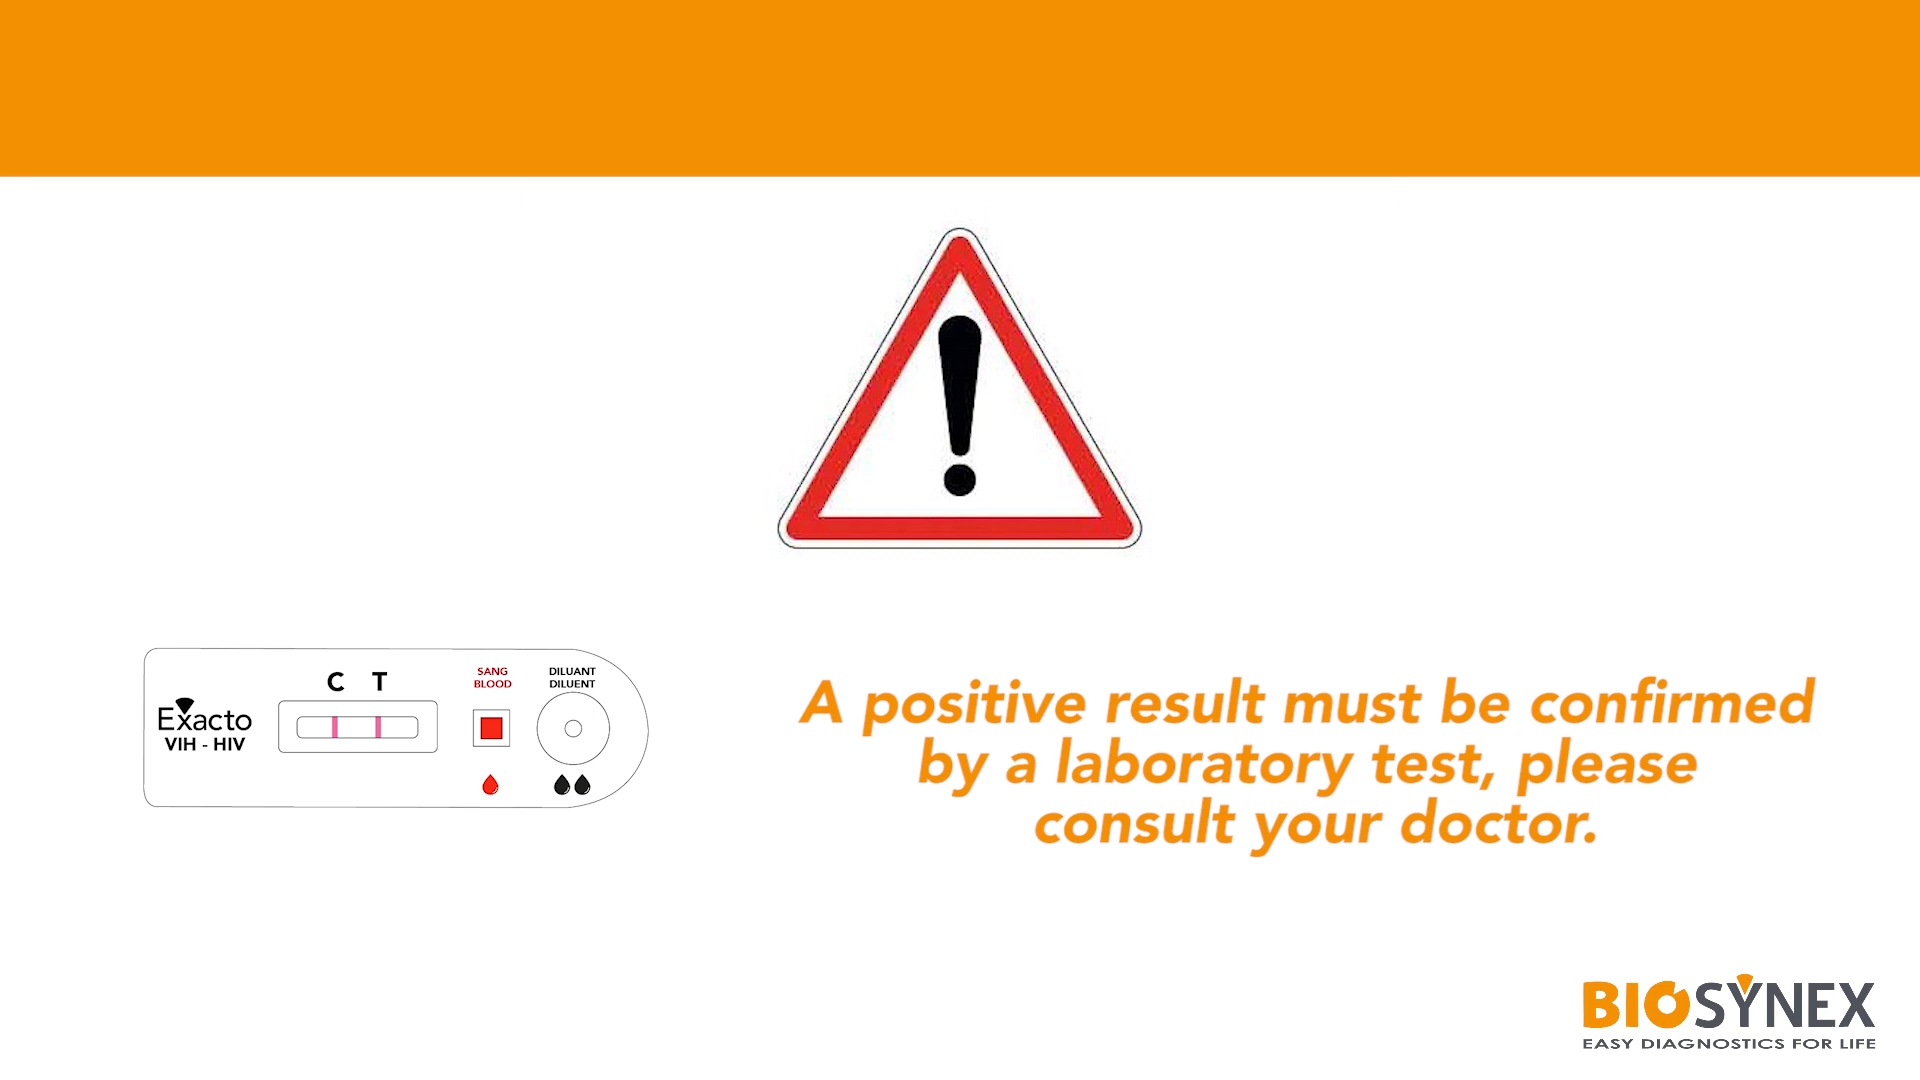 C T
SANG
BLOOD
DILUANT
DILUENT
Exacto
VIH - HIV
A positive result must be confirmed
by a laboratory test, please
consult your doctor.
BIOSYNEX
EASY DIAGNOSTICS FOR LIFE